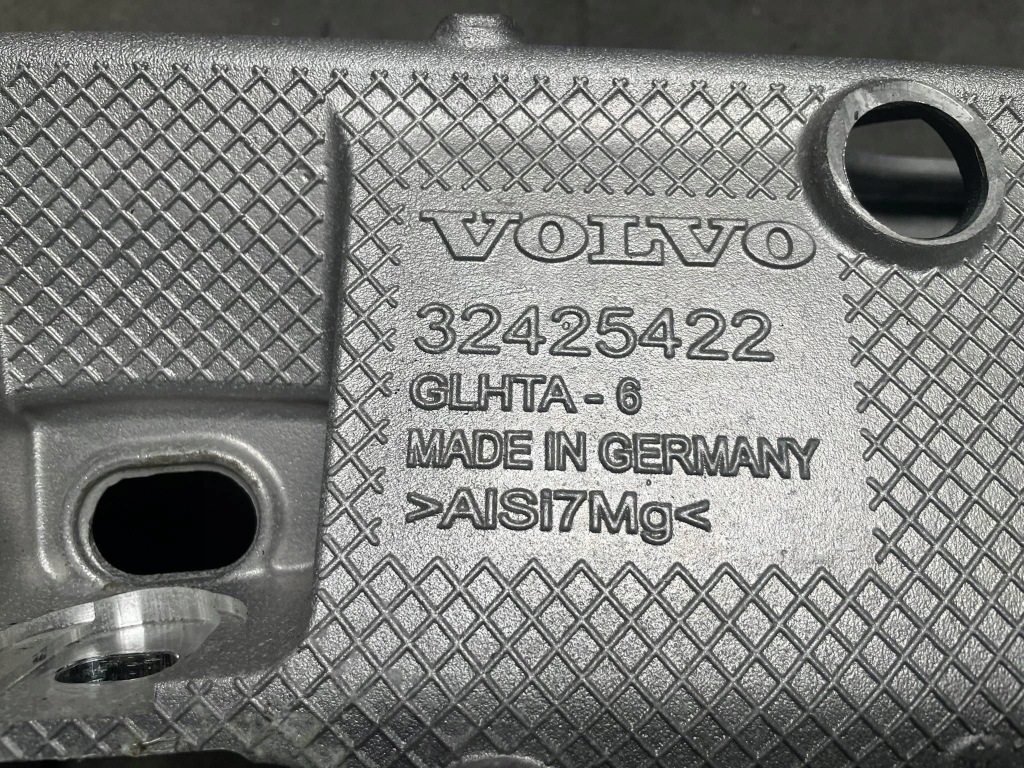 VOLVO
32425422
GLHTA - 6
MADE IN GERMANY
>AlSi7Mg<